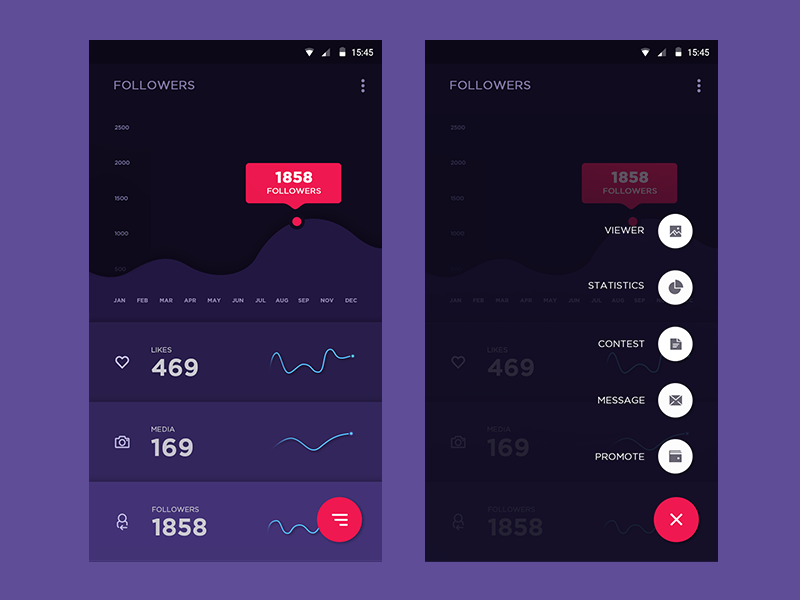 15:45
FOLLOWERS
2500
2000
1500
1000
500
1858
FOLLOWERS
JAN FEB MAR APR MAY JUN JUL AUG SEP NOV DEC
LIKES
469
MEDIA
169
FOLLOWERS
1858
15:45
FOLLOWERS
2500
2000
1500
1000
1858
FOLLOWERS
VIEWER
STATISTICS
JAN FEB MAR APR MAY JUN JUL AUG SEP
CONTEST
LIKES
469
MESSAGE
MEDIA
169
PROMOTE
FOLLOWERS
1858